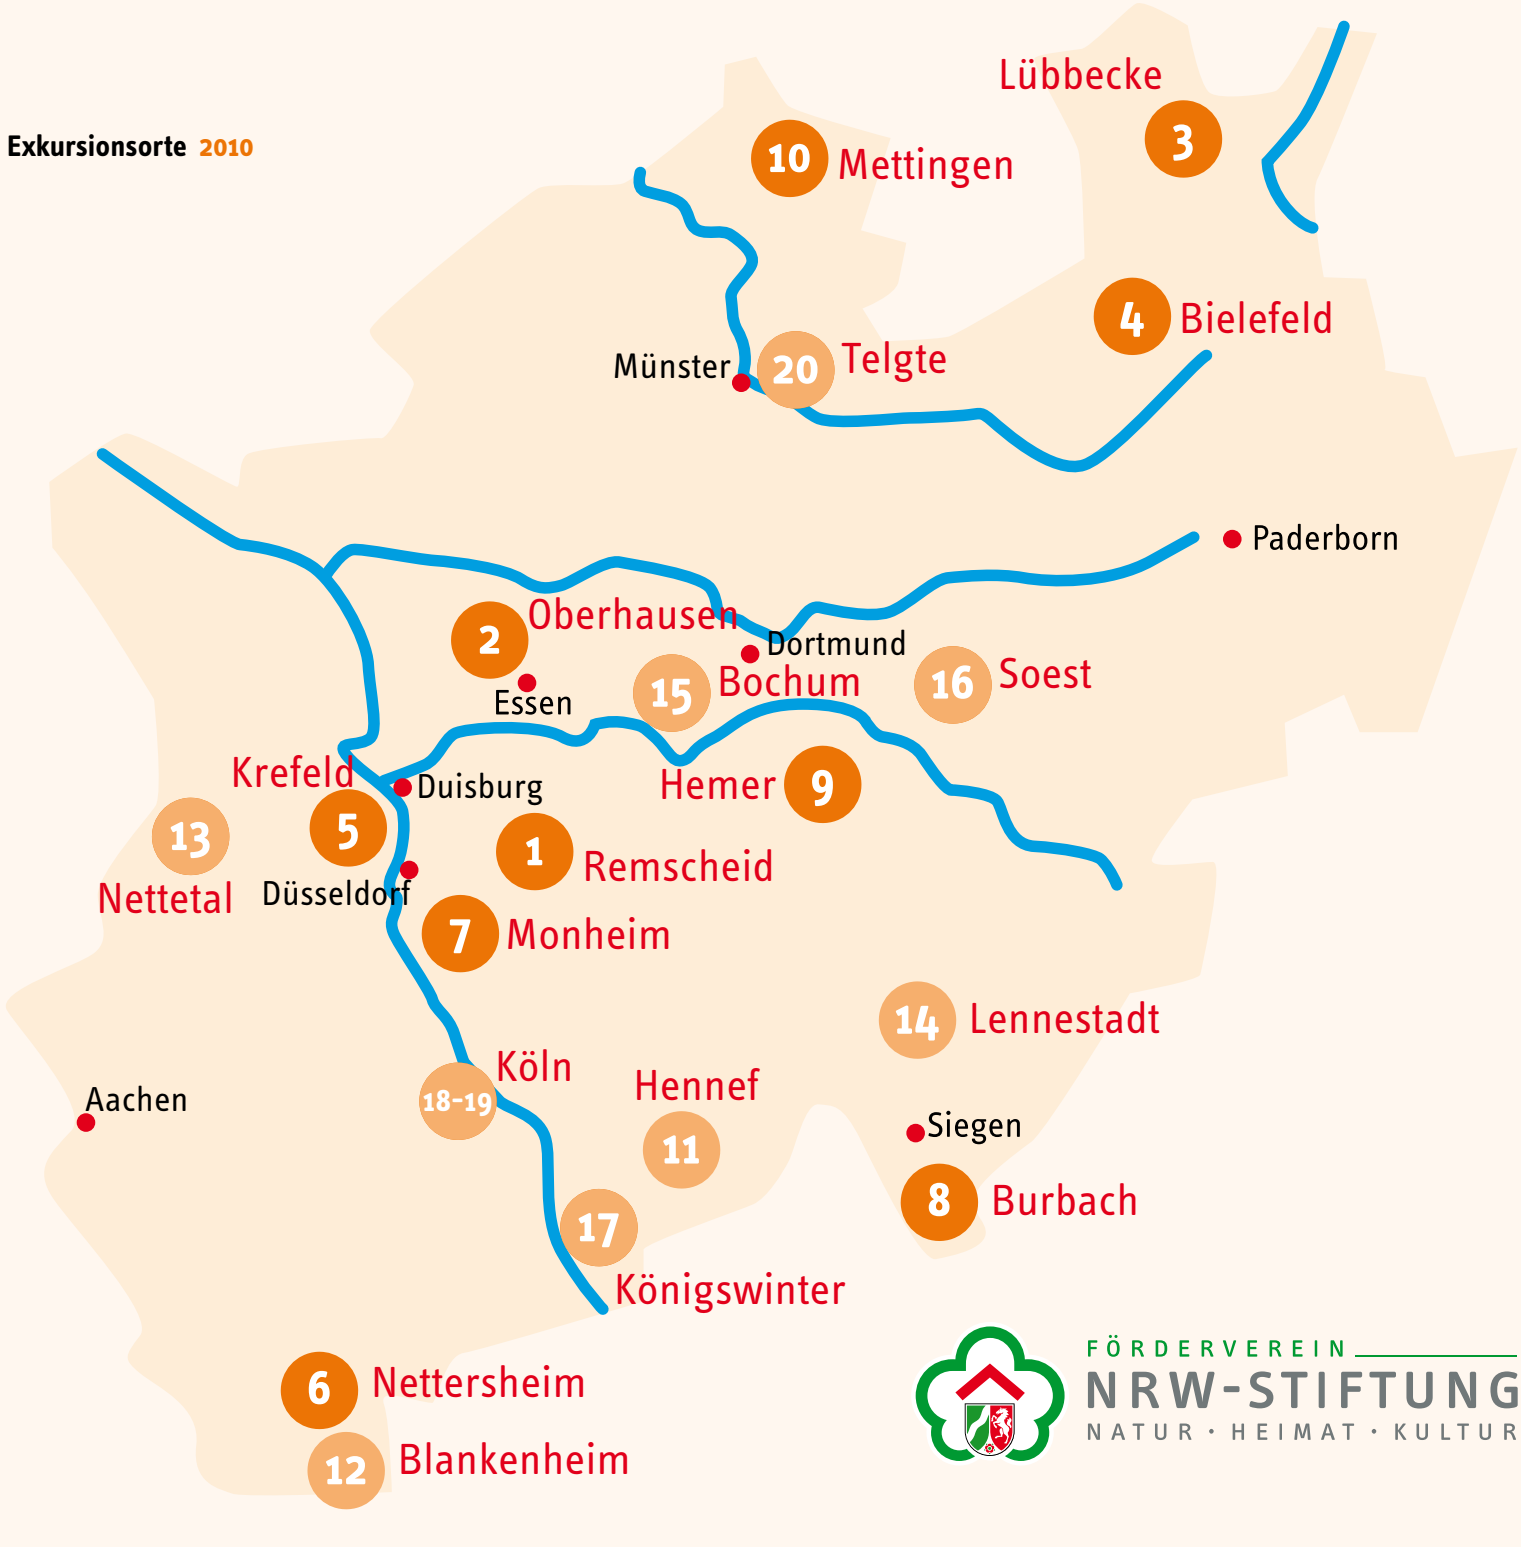 Lübbecke
3
Exkursionsorte 2010
10 Mettingen
4 Bielefeld
Münster 20 Telgte
Paderborn
2 Oberhausen
Dortmund
Essen 15 Bochum 16 Soest
Krefeld
Duisburg
Hemer 9
13
5
1 Remscheid
Nettetal
Düsseldorf
7 Monheim
14 Lennestadt
Köln
18-19
Hennef
11
Aachen
Siegen
8 Burbach
17
Königswinter
6 Nettersheim
12 Blankenheim
FÖRDERVEREIN
NRW-STIFTUNG
NATUR · HEIMAT · KULTUR